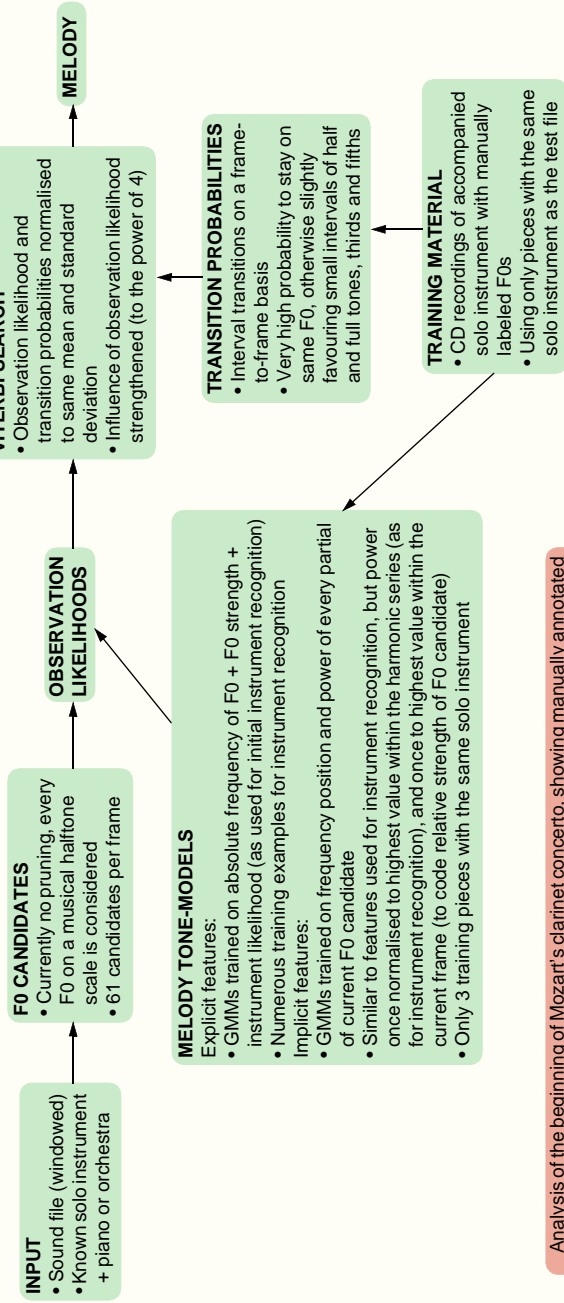 INPUT
• Sound file (windowed)
• Known solo instrument
+ piano or orchestra
F0 CANDIDATES
• Currently no pruning, every
F0 on a musical halftone
scale is considered
• 61 candidates per frame
OBSERVATION
LIKELIHOODS
VITERBI SEARCH
• Observation likelihood and
transition probabilities normalised
to same mean and standard
deviation
• Influence of observation likelihood
strengthened (to the power of 4)
MELODY
MELODY TONE-MODELS
Explicit features:
• GMMs trained on absolute frequency of F0 + F0 strength +
instrument likelihood (as used for initial instrument recognition)
• Numerous training examples for instrument recognition
Implicit features:
• GMMs trained on frequency position and power of every partial
of current F0 candidate
• Similar to features used for instrument recognition, but power
once normalised to highest value within the harmonic series (as
for instrument recognition), and once to highest value within the
current frame (to code relative strength of F0 candidate)
• Only 3 training pieces with the same solo instrument
TRANSITION PROBABILITIES
• Interval transitions on a frame-
to-frame basis
• Very high probability to stay on
same F0, otherwise slightly
favouring small intervals of half
and full tones, thirds and fifths
TRAINING MATERIAL
• CD recordings of accompanied
solo instrument with manually
labeled F0s
• Using only pieces with the same
solo instrument as the test file
Analysis of the beginning of Mozart's clarinet concerto, showing manually annotated